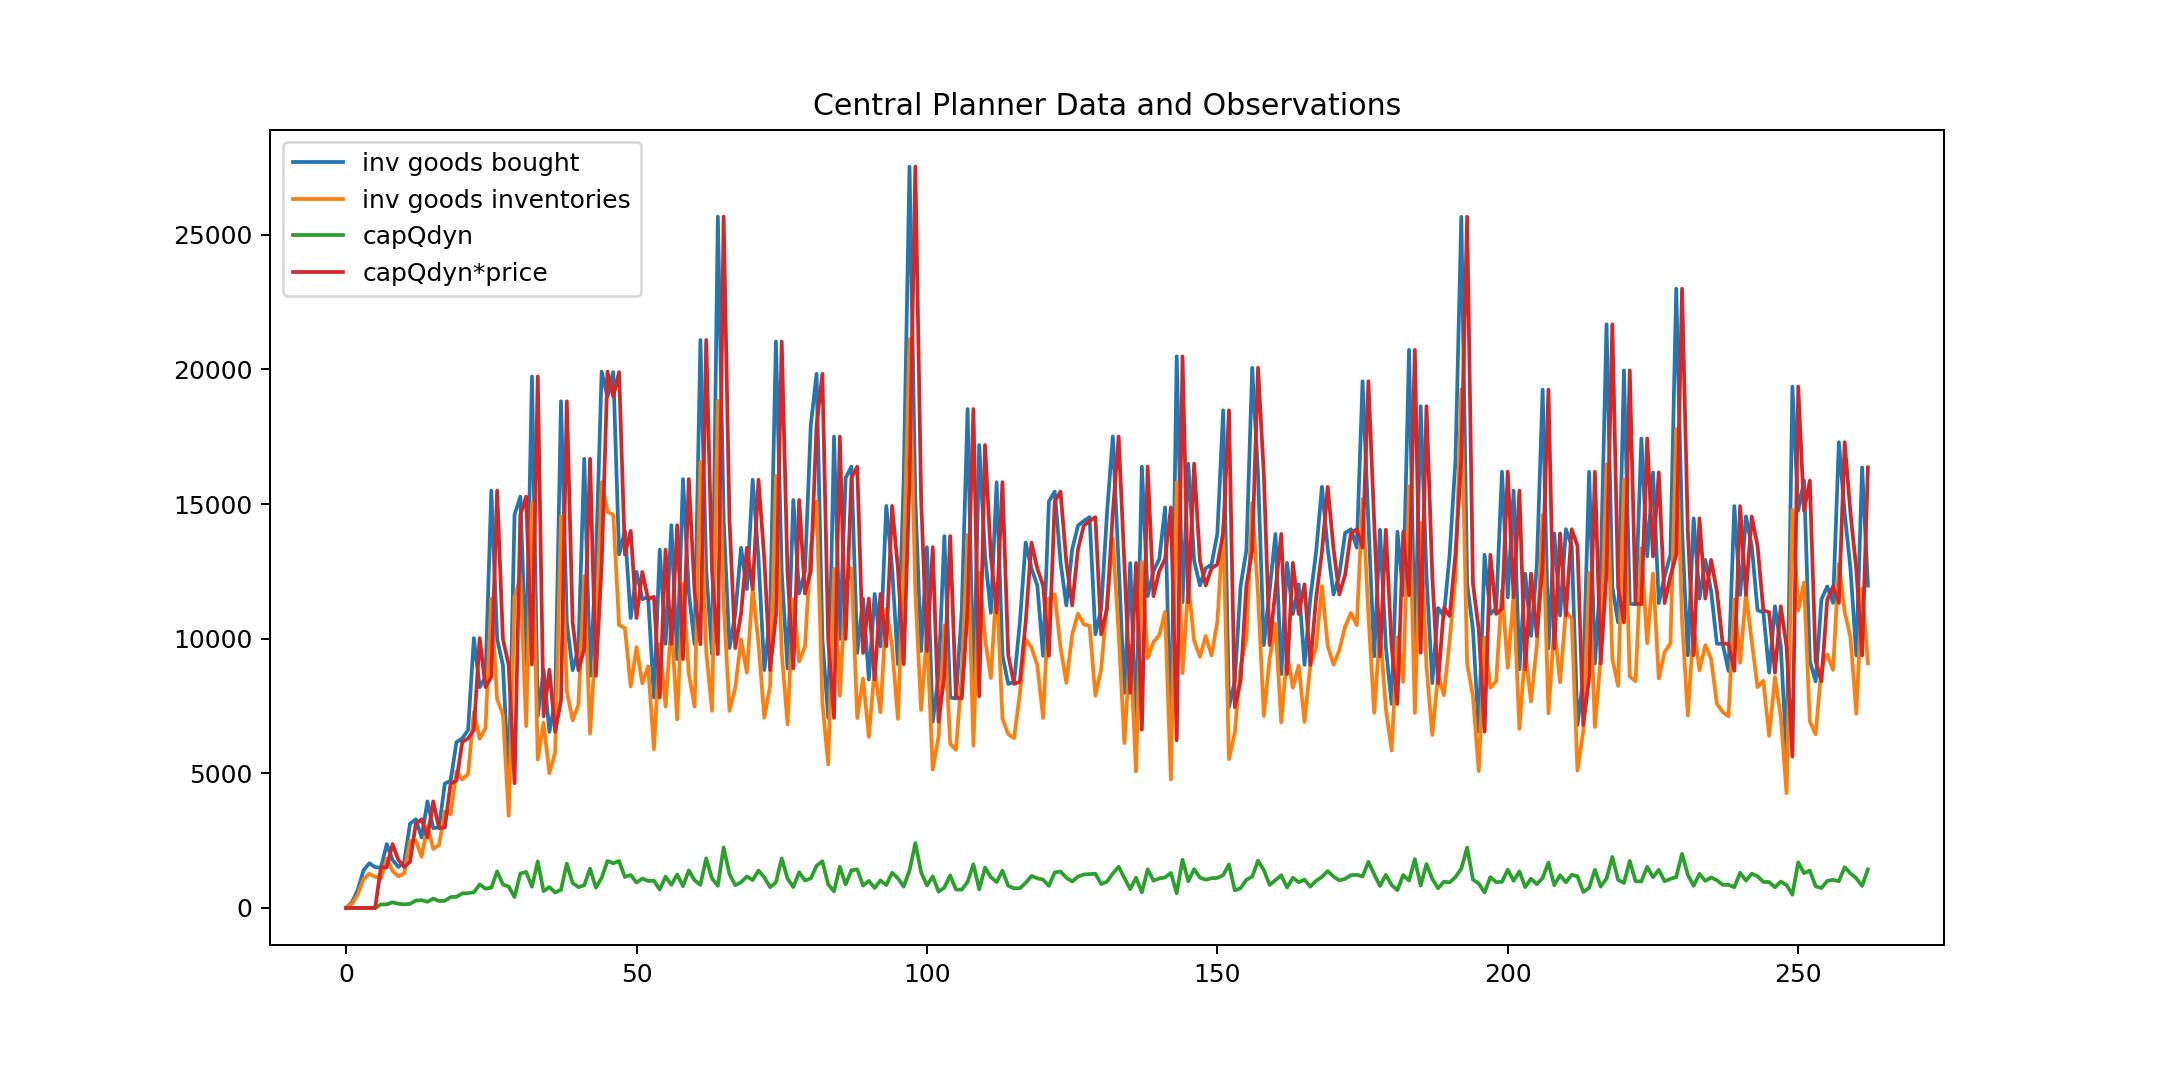 Central Planner Data and Observations
inv goods bought
inv goods inventories
capQdyn
capQdyn*price
25000
20000
15000
10000
5000
0
0 50 100 150 200 250